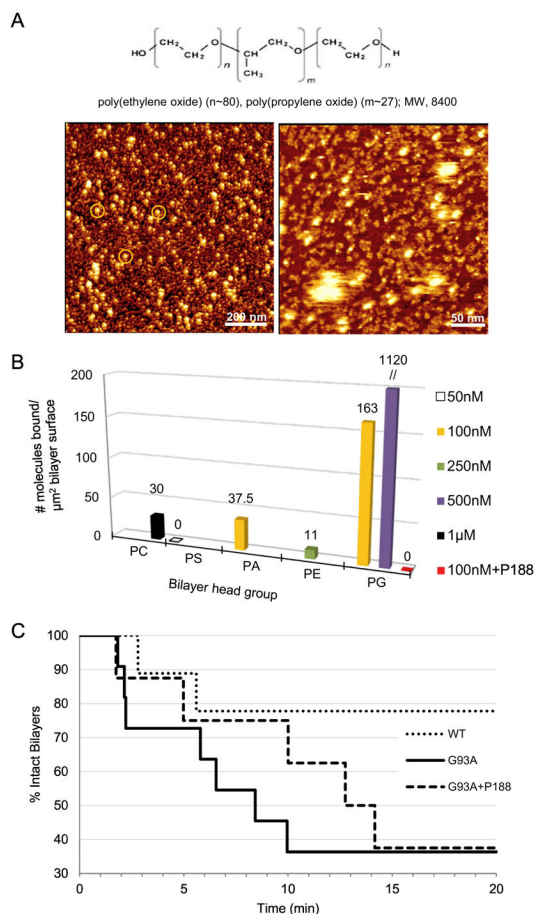 A
HO
CH₂
CH₂
O
n
CH
CH₃
CH₂
O
m
CH₂
CH₂
O
H
n
poly(ethylene oxide) (n~80), poly(propylene oxide) (m~27); MW, 8400
200 nm
50 nm
B
# molecules bound/
µm² bilayer surface
200
150
100
50
0
30
0
37.5
11
163
1120
//
0
PC
PS
PA
PE
PG
Bilayer head group
50nM
100nM
250nM
500nM
1µM
100nM+P188
C
% Intact Bilayers
100
90
80
70
60
50
40
30
WT
G93A
G93A+P188
0
5
10
15
20
Time (min)